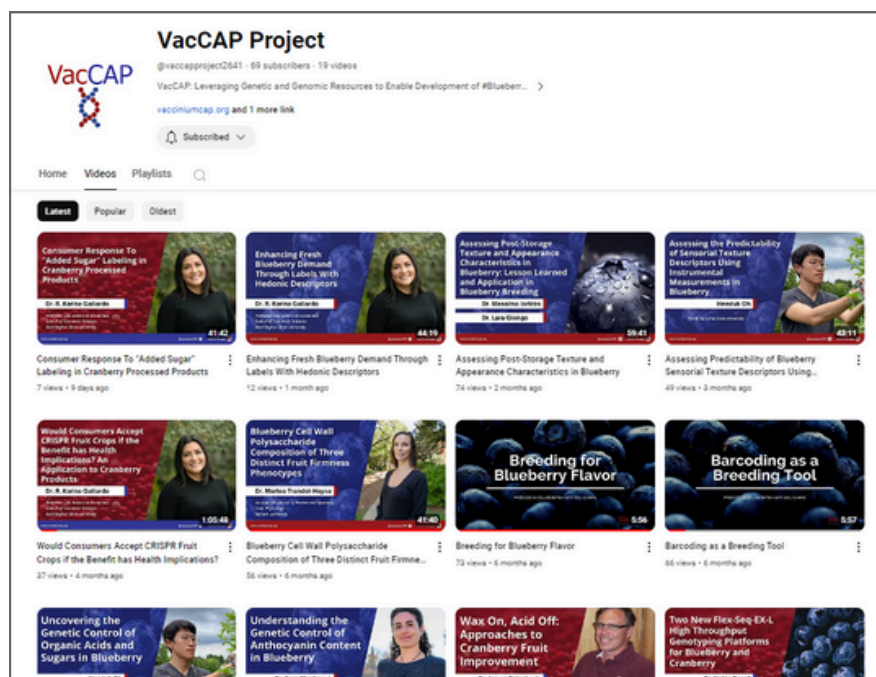 VacCAP Project
VacCAP
@vaccapproject2641 · 69 subscribers · 19 videos
VacCAP: Leveraging Genetic and Genomic Resources to Enable Development of #Blueberr...
vacciniumcap.org and 1 more link
Subscribed
Home Videos Playlists
Latest Popular Oldest
Consumer Response To
"Added Sugar" Labeling in
Cranberry Processed
Products
Dr. R. Karina Gallardo
41:42
Consumer Response To "Added Sugar"
Labeling in Cranberry Processed Products
7 views • 9 days ago
Enhancing Fresh
Blueberry Demand
Through Labels With
Hedonic Descriptors
Dr. R. Karina Gallardo
44:19
Enhancing Fresh Blueberry Demand Through
Labels With Hedonic Descriptors
12 views • 1 month ago
Assessing Post-Storage
Texture and Appearance
Characteristics in
Blueberry: Lesson Learned
and Application in
Blueberry Breeding
Dr. Massimo Iorizzo
Dr. Lara Giongo
59:41
Assessing Post-Storage Texture and
Appearance Characteristics in Blueberry
74 views • 2 months ago
Assessing the Predictability
of Sensorial Texture
Descriptors Using
Instrumental
Measurements in
Blueberry
Heeduk Oh
43:11
Assessing Predictability of Blueberry
Sensorial Texture Descriptors Using...
49 views • 3 months ago
Would Consumers Accept
CRISPR Fruit Crops if the
Benefit has Health
Implications? An
Application to Cranberry
Products
Dr. R. Karina Gallardo
1:05:48
Would Consumers Accept CRISPR Fruit
Crops if the Benefit has Health Implications?
37 views • 4 months ago
Blueberry Cell Wall
Polysaccharide
Composition of Three
Distinct Fruit Firmness
Phenotypes
41:40
Blueberry Cell Wall Polysaccharide
Composition of Three Distinct Fruit Firmne...
56 views • 6 months ago
Breeding for
Blueberry Flavor
5:56
Breeding for Blueberry Flavor
73 views • 6 months ago
Barcoding as a
Breeding Tool
5:57
Barcoding as a Breeding Tool
66 views • 6 months ago
Uncovering the
Genetic Control of
Organic Acids and
Sugars in Blueberry
Understanding the
Genetic Control of
Anthocyanin Content
in Blueberry
Wax On, Acid Off:
Approaches to
Cranberry Fruit
Improvement
Two New Flex-Seq-EX-L
High Throughput
Genotyping Platforms
for Blueberry and
Cranberry